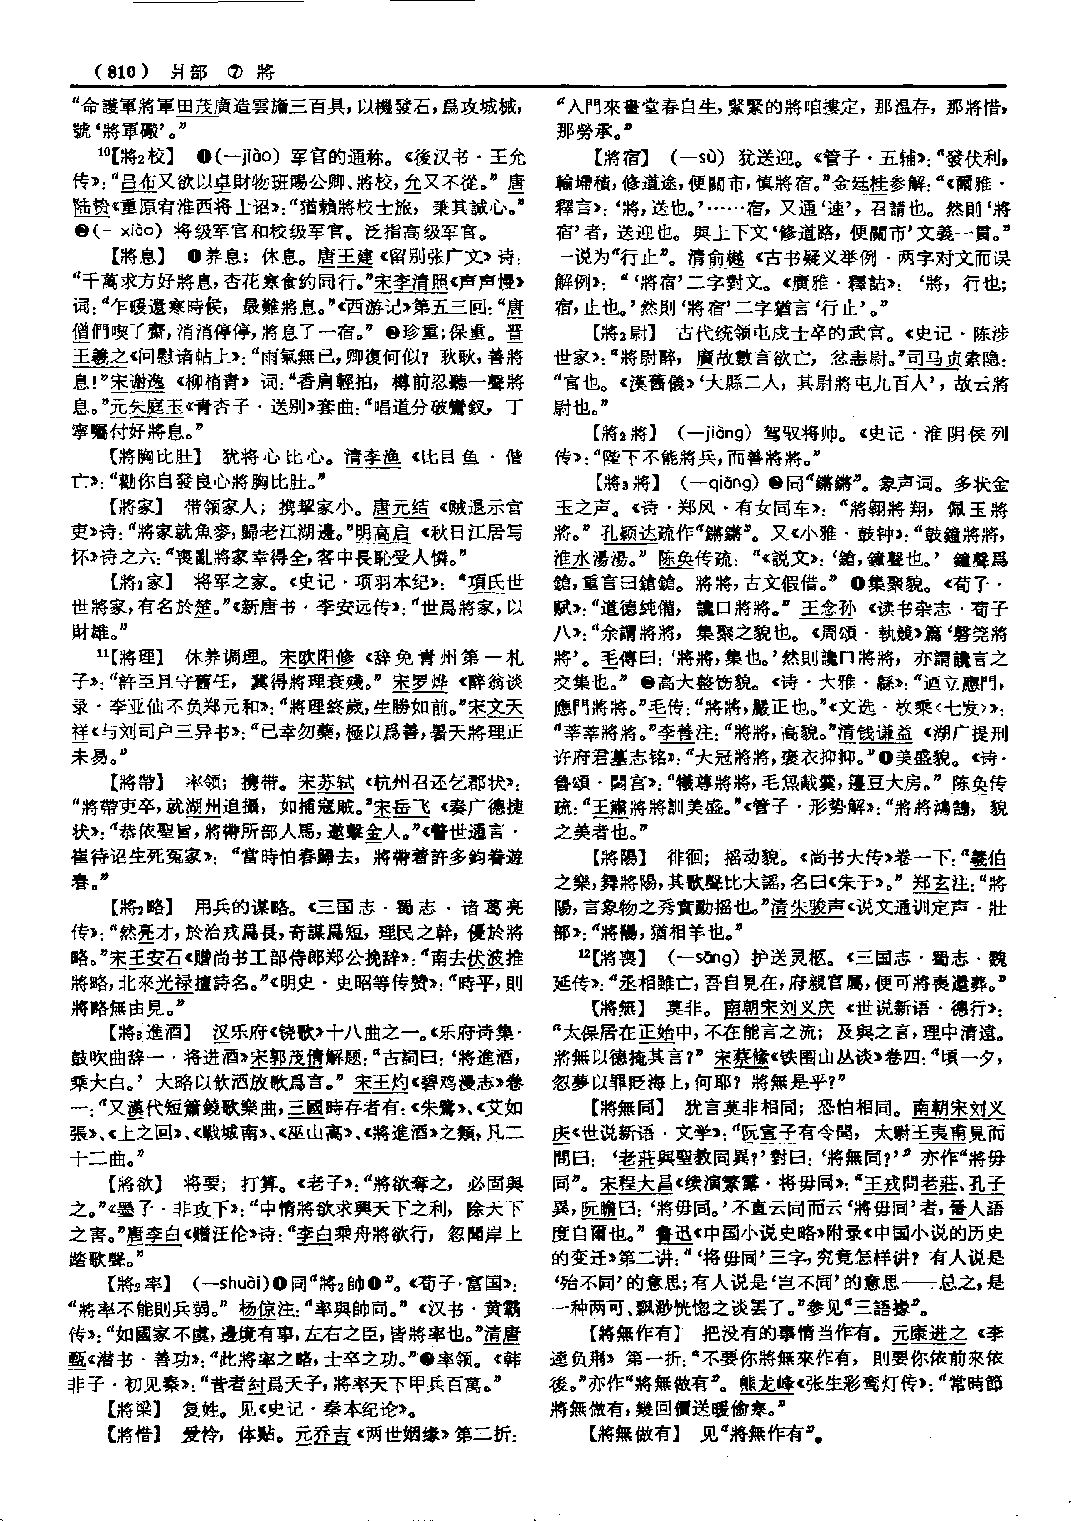 （810） 爿部 ⑦ 將
“命護軍將軍田茂廣造雲旝三百具，以機發石，爲攻城械，
號‘將軍礮’。”
10【將2校】 ❶(—jiào) 军官的通称。《後汉书·王允
传》：“吕布又欲以卓財物班賜公卿、將校，允又不從。” 唐
陆贽《重原宥淮西将士诏》：“猶賴將校士旅， 秉其誠心。”
❷(— xiào) 将级军官和校级军官。泛指高级军官。
【將息】 ❶养息；休息。唐王建《留别张广文》诗：
“千萬求方好將息，杏花寒食約同行。”宋李清照《声声慢》
词：“乍暖還寒時候， 最難將息。”《西游记》第五三回：“唐
僧們喫了齋，消消停停，將息了一宿。” ❷珍重；保重。晋
王羲之《问慰诸帖上》：“雨氣無已，卿復何似？ 秋耿，善將
息！”宋谢逸 《柳梢青》 词：“香肩輕拍， 樽前忍聽一聲將
息。”元朱庭玉《青杏子·送别》套曲：“唱道分破鸞釵， 丁
寧囑付好將息。”
【將胸比肚】 犹将心比心。清李渔《比目鱼·偕
亡》：“勸你自發良心將胸比肚。”
【將家】 带领家人；携挈家小。唐元结 《贼退示官
吏》诗：“將家就魚麥，歸老江湖邊。”明高启 《秋日江居写
怀》诗之六：“喪亂將家幸得全，客中長恥受人憐。”
【將2家】 将军之家。《史记·项羽本纪》： “項氏世
世將家，有名於楚。”《新唐书·李安远传》：“世爲將家，以
財雄。”
11【將理】 休养调理。宋欧阳修 《辞免青州第一札
子》：“許臣且守舊任， 冀得將理衰殘。” 宋罗烨 《醉翁谈
录·李亚仙不负郑元和》：“將理終歲，生勝如前。”宋文天
祥《与刘司户三异书》：“已幸勿藥，極以爲善，暑天將理正
未易。”
【將帶】 率领；携带。宋苏轼 《杭州召还乞郡状》：
“將帶吏卒，就湖州追攝， 如捕寇贼。”宋岳飞 《奏广德捷
状》：“恭依聖旨，將帶所部人馬，邀擊金人。”《警世通言·
崔待诏生死冤家》： “當時怕春歸去， 將帶着許多鈞眷遊
春。”
【將2略】 用兵的谋略。《三国志·蜀志·诸葛亮
传》：“然亮才，於治戎爲長，奇謀爲短， 理民之幹， 優於將
略。”宋王安石《赠尚书工部侍郎郑公挽辞》：“南去伏波推
將略，北來光禄擅詩名。”《明史·史昭等传赞》：“時平，則
將略無由見。”
【將3進酒】 汉乐府《铙歌》十八曲之一。《乐府诗集·
鼓吹曲辞一·将进酒》宋郭茂倩解题：“古詞曰：‘將進酒，
乘大白。’ 大略以飲酒放歌爲言。” 宋王灼《碧鸡漫志》卷
一：“又漢代短簫鐃歌樂曲，三國時存者有：《朱鷺》、《艾如
張》、《上之回》、《戰城南》、《巫山高》、《將進酒》之類，凡二
十二曲。”
【將欲】 将要；打算。《老子》：“將欲奪之， 必固與
之。”《墨子·非攻下》：“中情將欲求興天下之利， 除天下
之害。”唐李白《赠汪伦》诗：“李白乘舟將欲行， 忽聞岸上
踏歌聲。”
【將2率】 (—shuài)❶同“將2帥❶”。《荀子·富国》：
“將率不能則兵弱。” 杨倞注：“率與帥同。” 《汉书·黄霸
传》：“如國家不虞，邊境有事，左右之臣，皆將率也。”清唐
甄《潜书·善功》：“此將率之略，士卒之功。”❷率领。《韩
非子·初见秦》：“昔者紂爲天子，將率天下甲兵百萬。”
【將梁】 复姓。见《史记·秦本纪论》。
【將惜】 爱怜，体贴。元乔吉《两世姻缘》第二折：
“入門來畫堂春自生，緊緊的將咱摟定，那温存，那將惜，
那勞承。”
【將宿】 (—sù) 犹送迎。《管子·五辅》：“發伏利，
輸墆積，修道途，便關市，慎將宿。”金廷桂参解：“《爾雅·
釋言》：‘將，送也。’……宿，又通‘速’，召請也。然則‘將
宿’者，送迎也。與上下文‘修道路，便關市’文義一貫。”
一说为“行止”。清俞樾《古书疑义举例·两字对文而误
解例》： “‘將宿’二字對文。《廣雅·釋詁》： ‘將，行也；
宿，止也。’然則‘將宿’二字猶言‘行止’。”
【將2尉】 古代统领屯戍士卒的武官。《史记·陈涉
世家》：“將尉醉， 廣故數言欲亡， 忿恚尉。”司马贞索隐：
“官也。《漢舊儀》‘大縣二人，其尉將屯九百人’，故云將
尉也。”
【將2將】 (—jiàng) 驾驭将帅。《史记·淮阴侯列
传》：“陛下不能將兵，而善將將。”
【將3將】 (—qiāng) ❶同“鏘鏘”。象声词。多状金
玉之声。《诗·郑风·有女同车》： “將翱將翔，佩玉將
將。” 孔颖达疏作“鏘鏘”。又《小雅·鼓钟》：“鼓鐘將將，
淮水湯湯。” 陈奂传疏： “《説文》：‘鎗，鐘聲也。’ 鐘聲爲
鎗，重言曰鎗鎗。將將，古文假借。” ❷集聚貌。《荀子·
赋》：“道德純備， 讒口將將。” 王念孙 《读书杂志·荀子
八》：“余謂將將， 集聚之貌也。《周頌·執競》篇‘磬筦將
將’。毛傳曰：‘將將，集也。’然則讒口將將，亦謂讒言之
交集也。” ❸高大整饬貌。《诗·大雅·緜》：“迺立應門，
應門將將。”毛传：“將將，嚴正也。”《文选·枚乘〈七发〉》：
“莘莘將將。”李善注：“將將，高貌。”清钱谦益 《湖广提刑
许府君墓志铭》：“大冠將將，褒衣抑抑。”❹美盛貌。《诗·
鲁頌·閟宫》：“犧尊將將，毛炰胾羹，籩豆大房。” 陈奂传
疏：“王肅將將訓美盛。”《管子·形势解》：“將將鴻鵠， 貌
之美者也。”
【將陽】 徘徊；摇动貌。《尚书大传》卷一下：“羲伯
之樂，舞將陽，其歌聲比大謠，名曰《朱于》。” 郑玄注：“將
陽，言象物之秀實動摇也。”清朱骏声《说文通训定声·壮
部》：“將陽，猶相羊也。”
12【將喪】 (—sāng) 护送灵柩。《三国志·蜀志·魏
延传》：“丞相雖亡，吾自見在，府親官屬，便可將喪還葬。”
【將無】 莫非。南朝宋刘义庆 《世说新语·德行》：
“太保居在正始中，不在能言之流； 及與之言，理中清遠。
將無以德掩其言？” 宋蔡絛《铁围山丛谈》卷四：“頃一夕，
忽夢以罪貶海上，何耶？將無是乎？”
【將無同】 犹言莫非相同；恐怕相同。南朝宋刘义
庆《世说新语·文学》：“阮宣子有令聞， 太尉王夷甫見而
問曰： ‘老莊與聖教同異？’對曰：‘將無同？’” 亦作“將毋
同”。宋程大昌《续演繁露·将毋同》：“王戎問老莊、孔子
異，阮瞻曰：‘將毋同。’不直云同而云‘將毋同’者，晉人語
度自爾也。” 鲁迅《中国小说史略》附录《中国小说的历史
的变迁》第二讲：“‘将毋同’三字，究竟怎样讲？ 有人说是
‘殆不同’的意思；有人说是‘岂不同’的意思——总之，是
一种两可、飘渺恍惚之谈罢了。”参见“三語掾”。
【將無作有】 把没有的事情当作有。元康进之《李
逵负荆》 第一折：“不要你將無來作有， 則要你依前來依
後。”亦作“將無做有”。熊龙峰《张生彩鸾灯传》：“常時節
將無做有，幾回價送暖偷寒。”
【將無做有】 见“將無作有”。